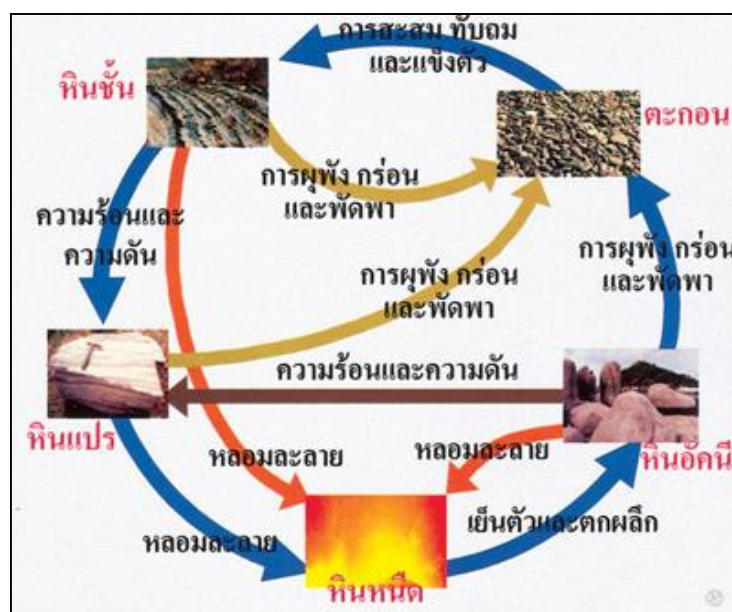 การสะสม ทับถม
และแข็งตัว
หินชั้น
ตะกอน
การผุพัง กร่อน
และพัดพา
ความร้อนและ
ความดัน
การผุพัง กร่อน
และพัดพา
การผุพัง กร่อน
และพัดพา
ความร้อนและความดัน
หินแปร
หินอัคนี
หลอมละลาย
หลอมละลาย
เย็นตัวและตกผลึก
หลอมละลาย
หินหนืด